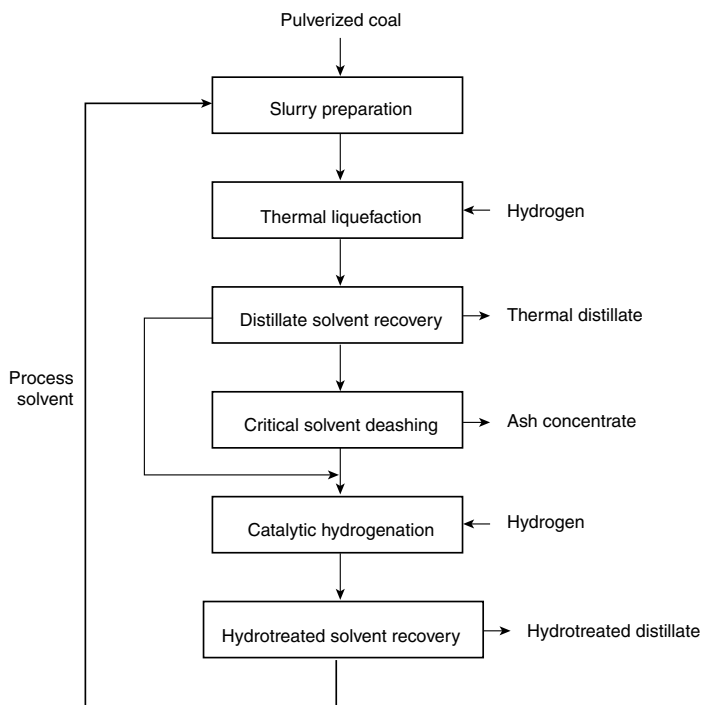 Pulverized coal
Slurry preparation
Thermal liquefaction
Hydrogen
Distillate solvent recovery
Thermal distillate
Process
solvent
Critical solvent deashing
Ash concentrate
Catalytic hydrogenation
Hydrogen
Hydrotreated solvent recovery
Hydrotreated distillate